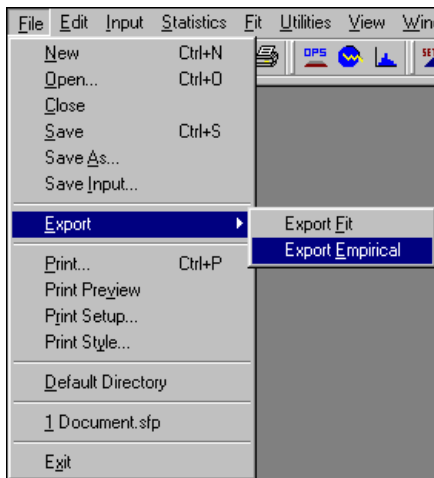 File Edit Input Statistics Fit Utilities View Win
New Ctrl+N
OPS
Open... Ctrl+O
Close
Save Ctrl+S
Save As...
Save Input...
Export Export Fit
Export Empirical
Print... Ctrl+P
Print Preview
Print Setup...
Print Style...
Default Directory
1 Document.sfp
Exit